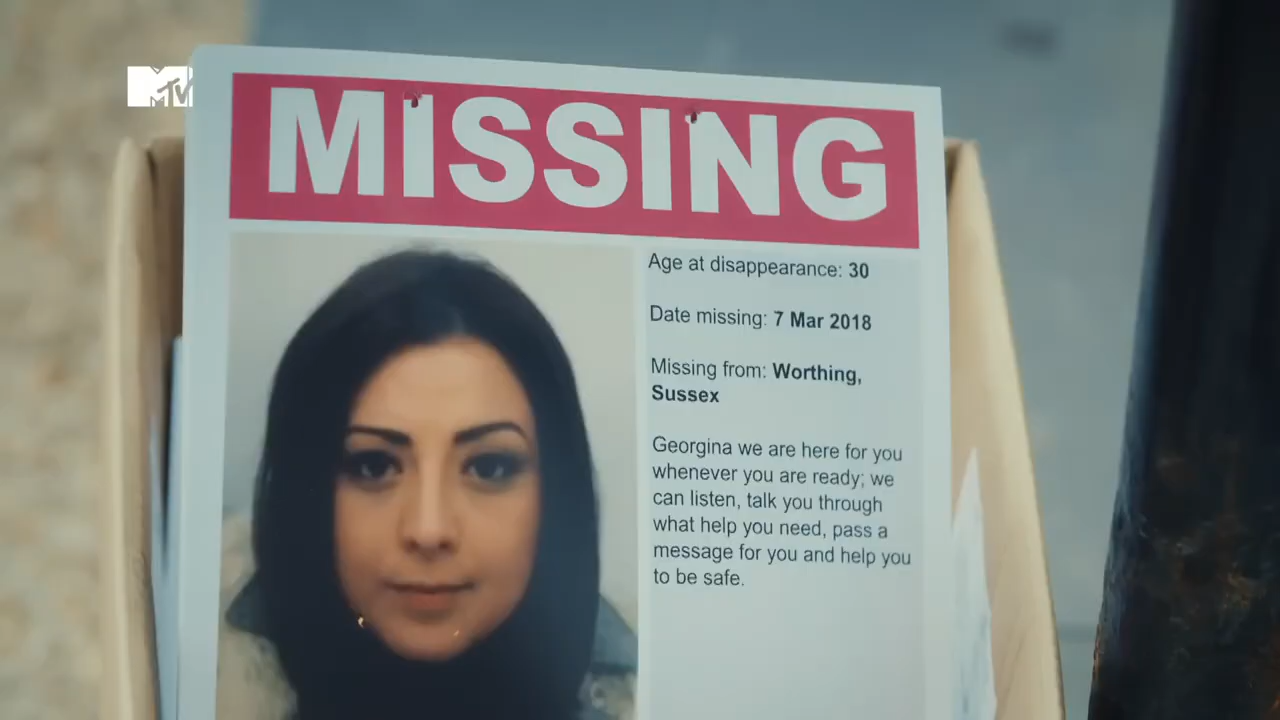 MTV
MISSING
Age at disappearance: 30
Date missing: 7 Mar 2018
Missing from: Worthing,
Sussex
Georgina we are here for you
whenever you are ready; we
can listen, talk you through
what help you need, pass a
message for you and help you
to be safe.